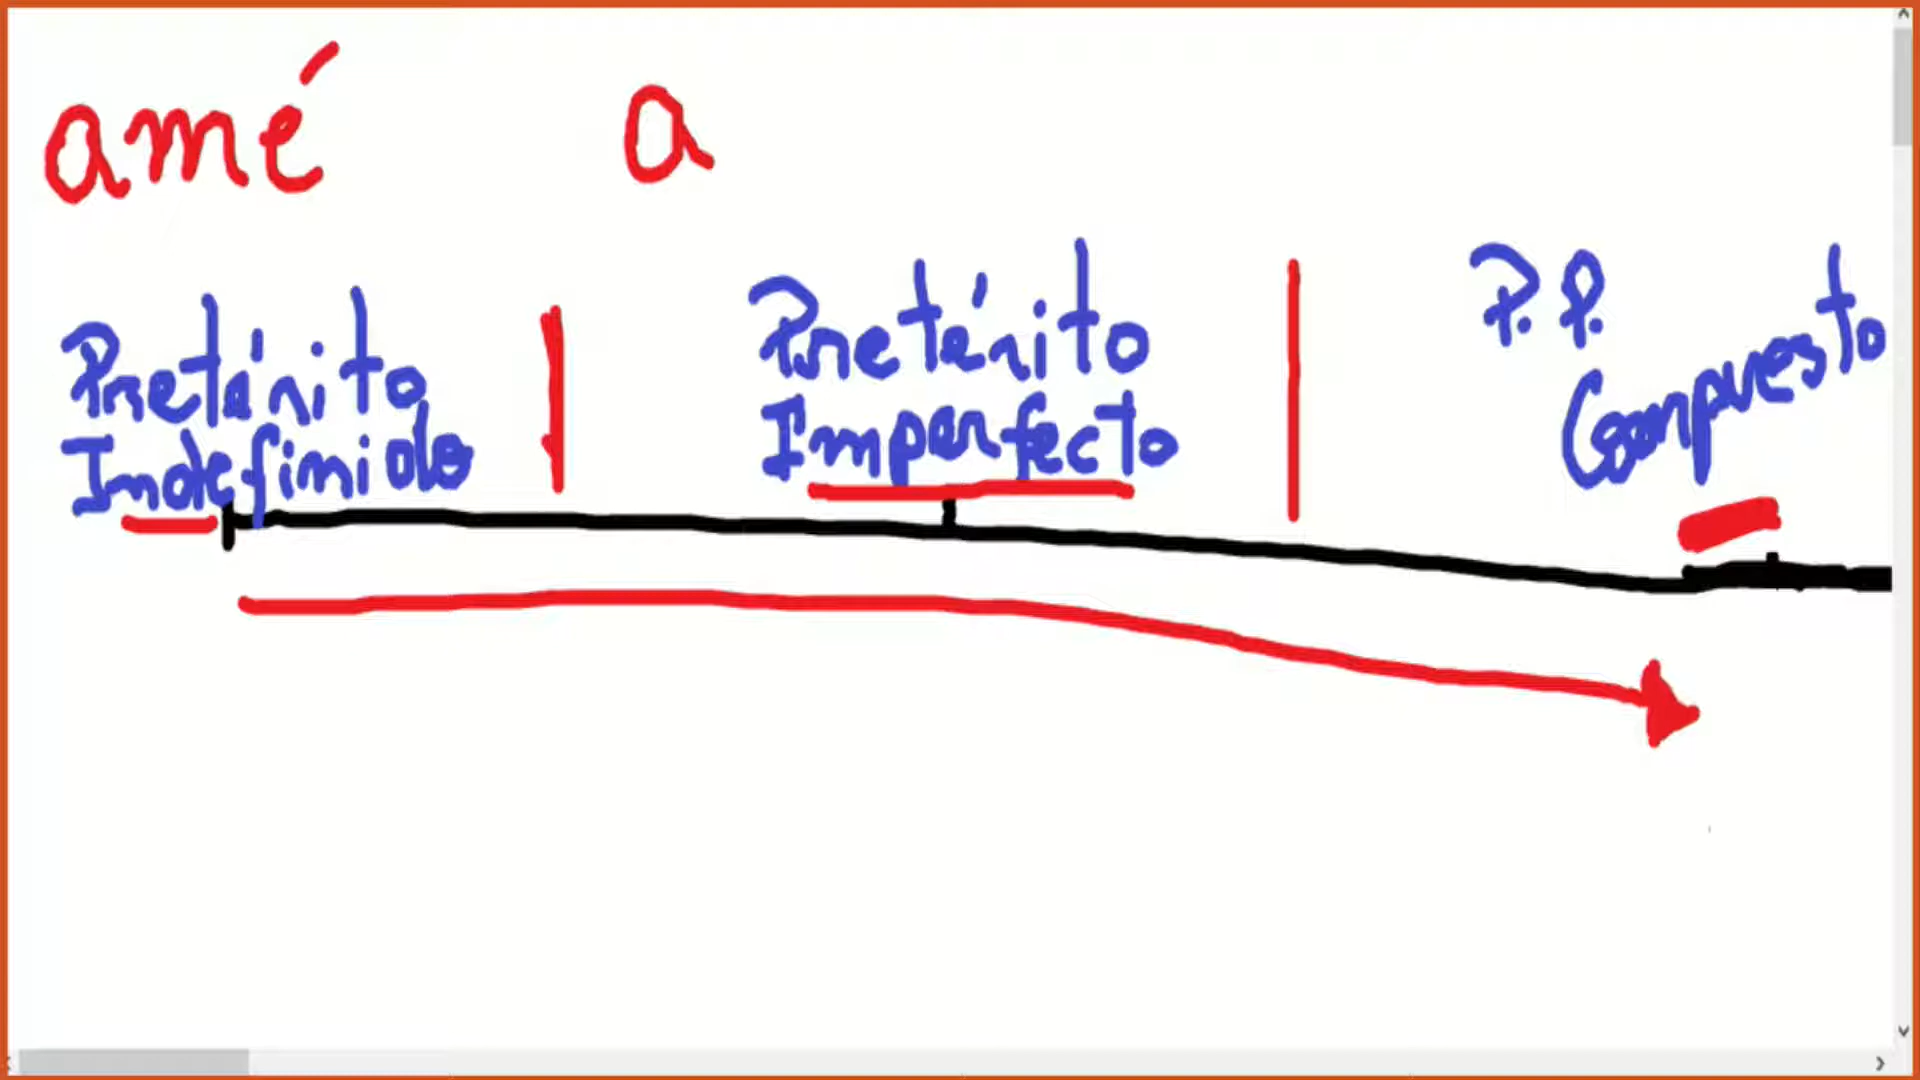 amé a
Pretérito
Indefinido
Pretérito
Imperfecto
P.P.
Compuesto